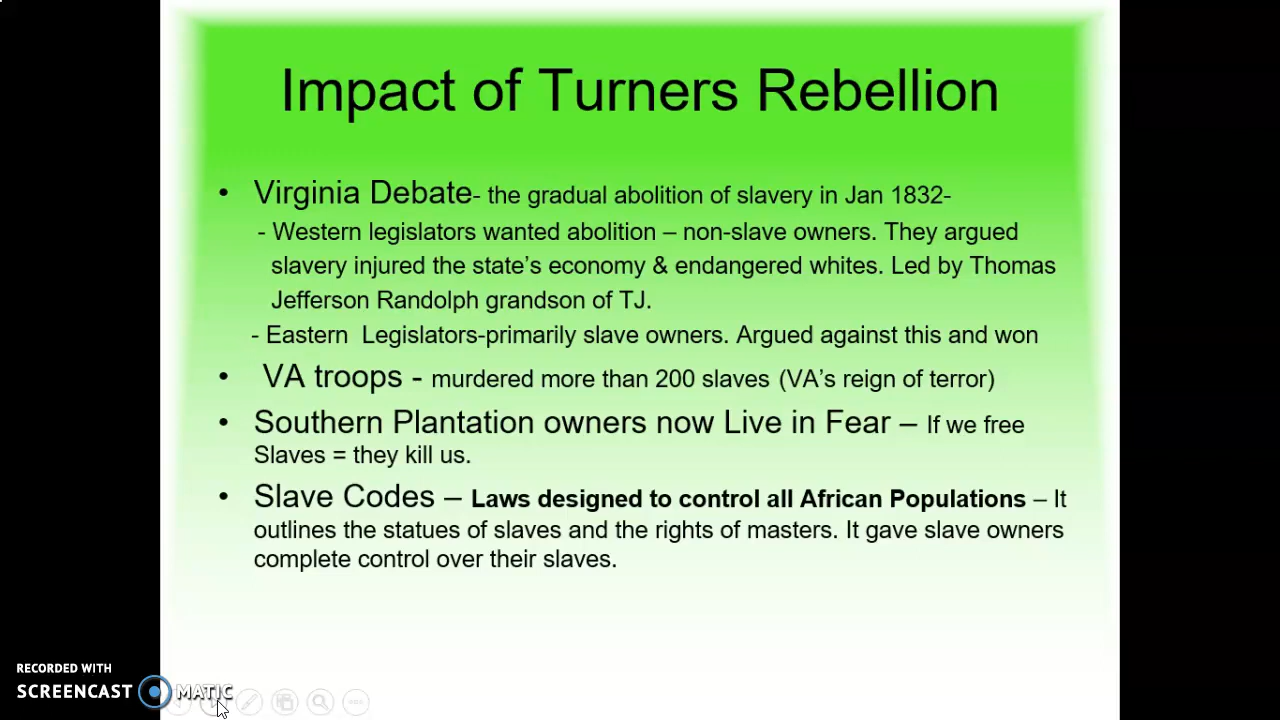 Impact of Turners Rebellion
• Virginia Debate- the gradual abolition of slavery in Jan 1832-
- Western legislators wanted abolition – non-slave owners. They argued
slavery injured the state's economy & endangered whites. Led by Thomas
Jefferson Randolph grandson of TJ.
- Eastern  Legislators-primarily slave owners. Argued against this and won
• VA troops - murdered more than 200 slaves (VA's reign of terror)
• Southern Plantation owners now Live in Fear – If we free
Slaves = they kill us.
• Slave Codes – Laws designed to control all African Populations – It
outlines the statues of slaves and the rights of masters. It gave slave owners
complete control over their slaves.
RECORDED WITH
SCREENCAST MATIC